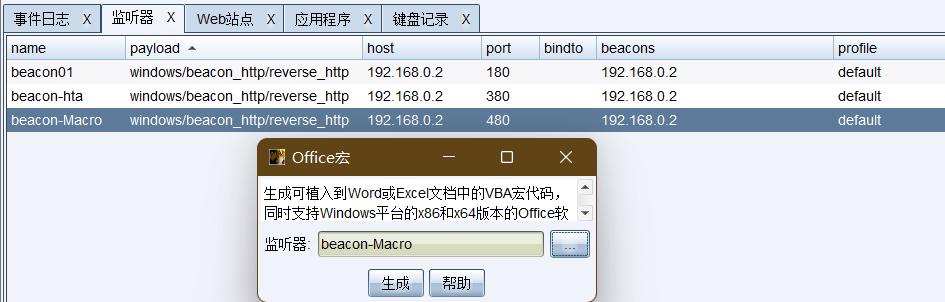 事件日志 X 监听器 X Web站点 X 应用程序 X 键盘记录 X
name payload host port bindto beacons profile
beacon01 windows/beacon_http/reverse_http 192.168.0.2 180 192.168.0.2 default
beacon-hta windows/beacon_http/reverse_http 192.168.0.2 380 192.168.0.2 default
beacon-Macro windows/beacon_http/reverse_http 192.168.0.2 480 192.168.0.2 default
Office宏
生成可植入到Word或Excel文档中的VBA宏代码，
同时支持Windows平台的x86和x64版本的Office软
监听器: beacon-Macro ...
生成 帮助